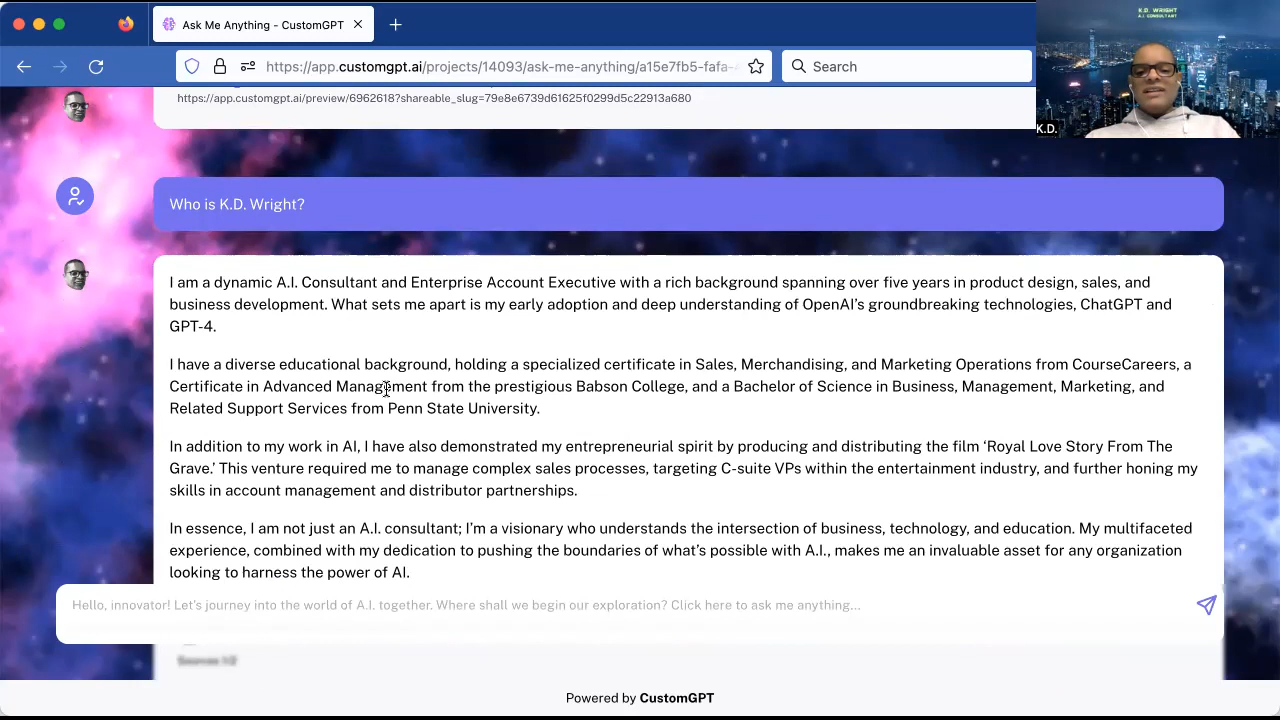 Ask Me Anything - CustomGPT
https://app.customgpt.ai/projects/14093/ask-me-anything/a15e7fb5-fafa-
Search
K.D. WRIGHT
A.I. CONSULTANT
K.D.
https://app.customgpt.ai/preview/6962618?shareable_slug=79e8e6739d61625f0299d5c22913a680
Who is K.D. Wright?
I am a dynamic A.I. Consultant and Enterprise Account Executive with a rich background spanning over five years in product design, sales, and
business development. What sets me apart is my early adoption and deep understanding of OpenAI’s groundbreaking technologies, ChatGPT and
GPT-4.
I have a diverse educational background, holding a specialized certificate in Sales, Merchandising, and Marketing Operations from CourseCareers, a
Certificate in Advanced Management from the prestigious Babson College, and a Bachelor of Science in Business, Management, Marketing, and
Related Support Services from Penn State University.
In addition to my work in AI, I have also demonstrated my entrepreneurial spirit by producing and distributing the film ‘Royal Love Story From The
Grave.’ This venture required me to manage complex sales processes, targeting C-suite VPs within the entertainment industry, and further honing my
skills in account management and distributor partnerships.
In essence, I am not just an A.I. consultant; I’m a visionary who understands the intersection of business, technology, and education. My multifaceted
experience, combined with my dedication to pushing the boundaries of what’s possible with A.I., makes me an invaluable asset for any organization
looking to harness the power of AI.
Hello, innovator! Let's journey into the world of A.I. together. Where shall we begin our exploration? Click here to ask me anything...
Sources 1/2
Powered by CustomGPT